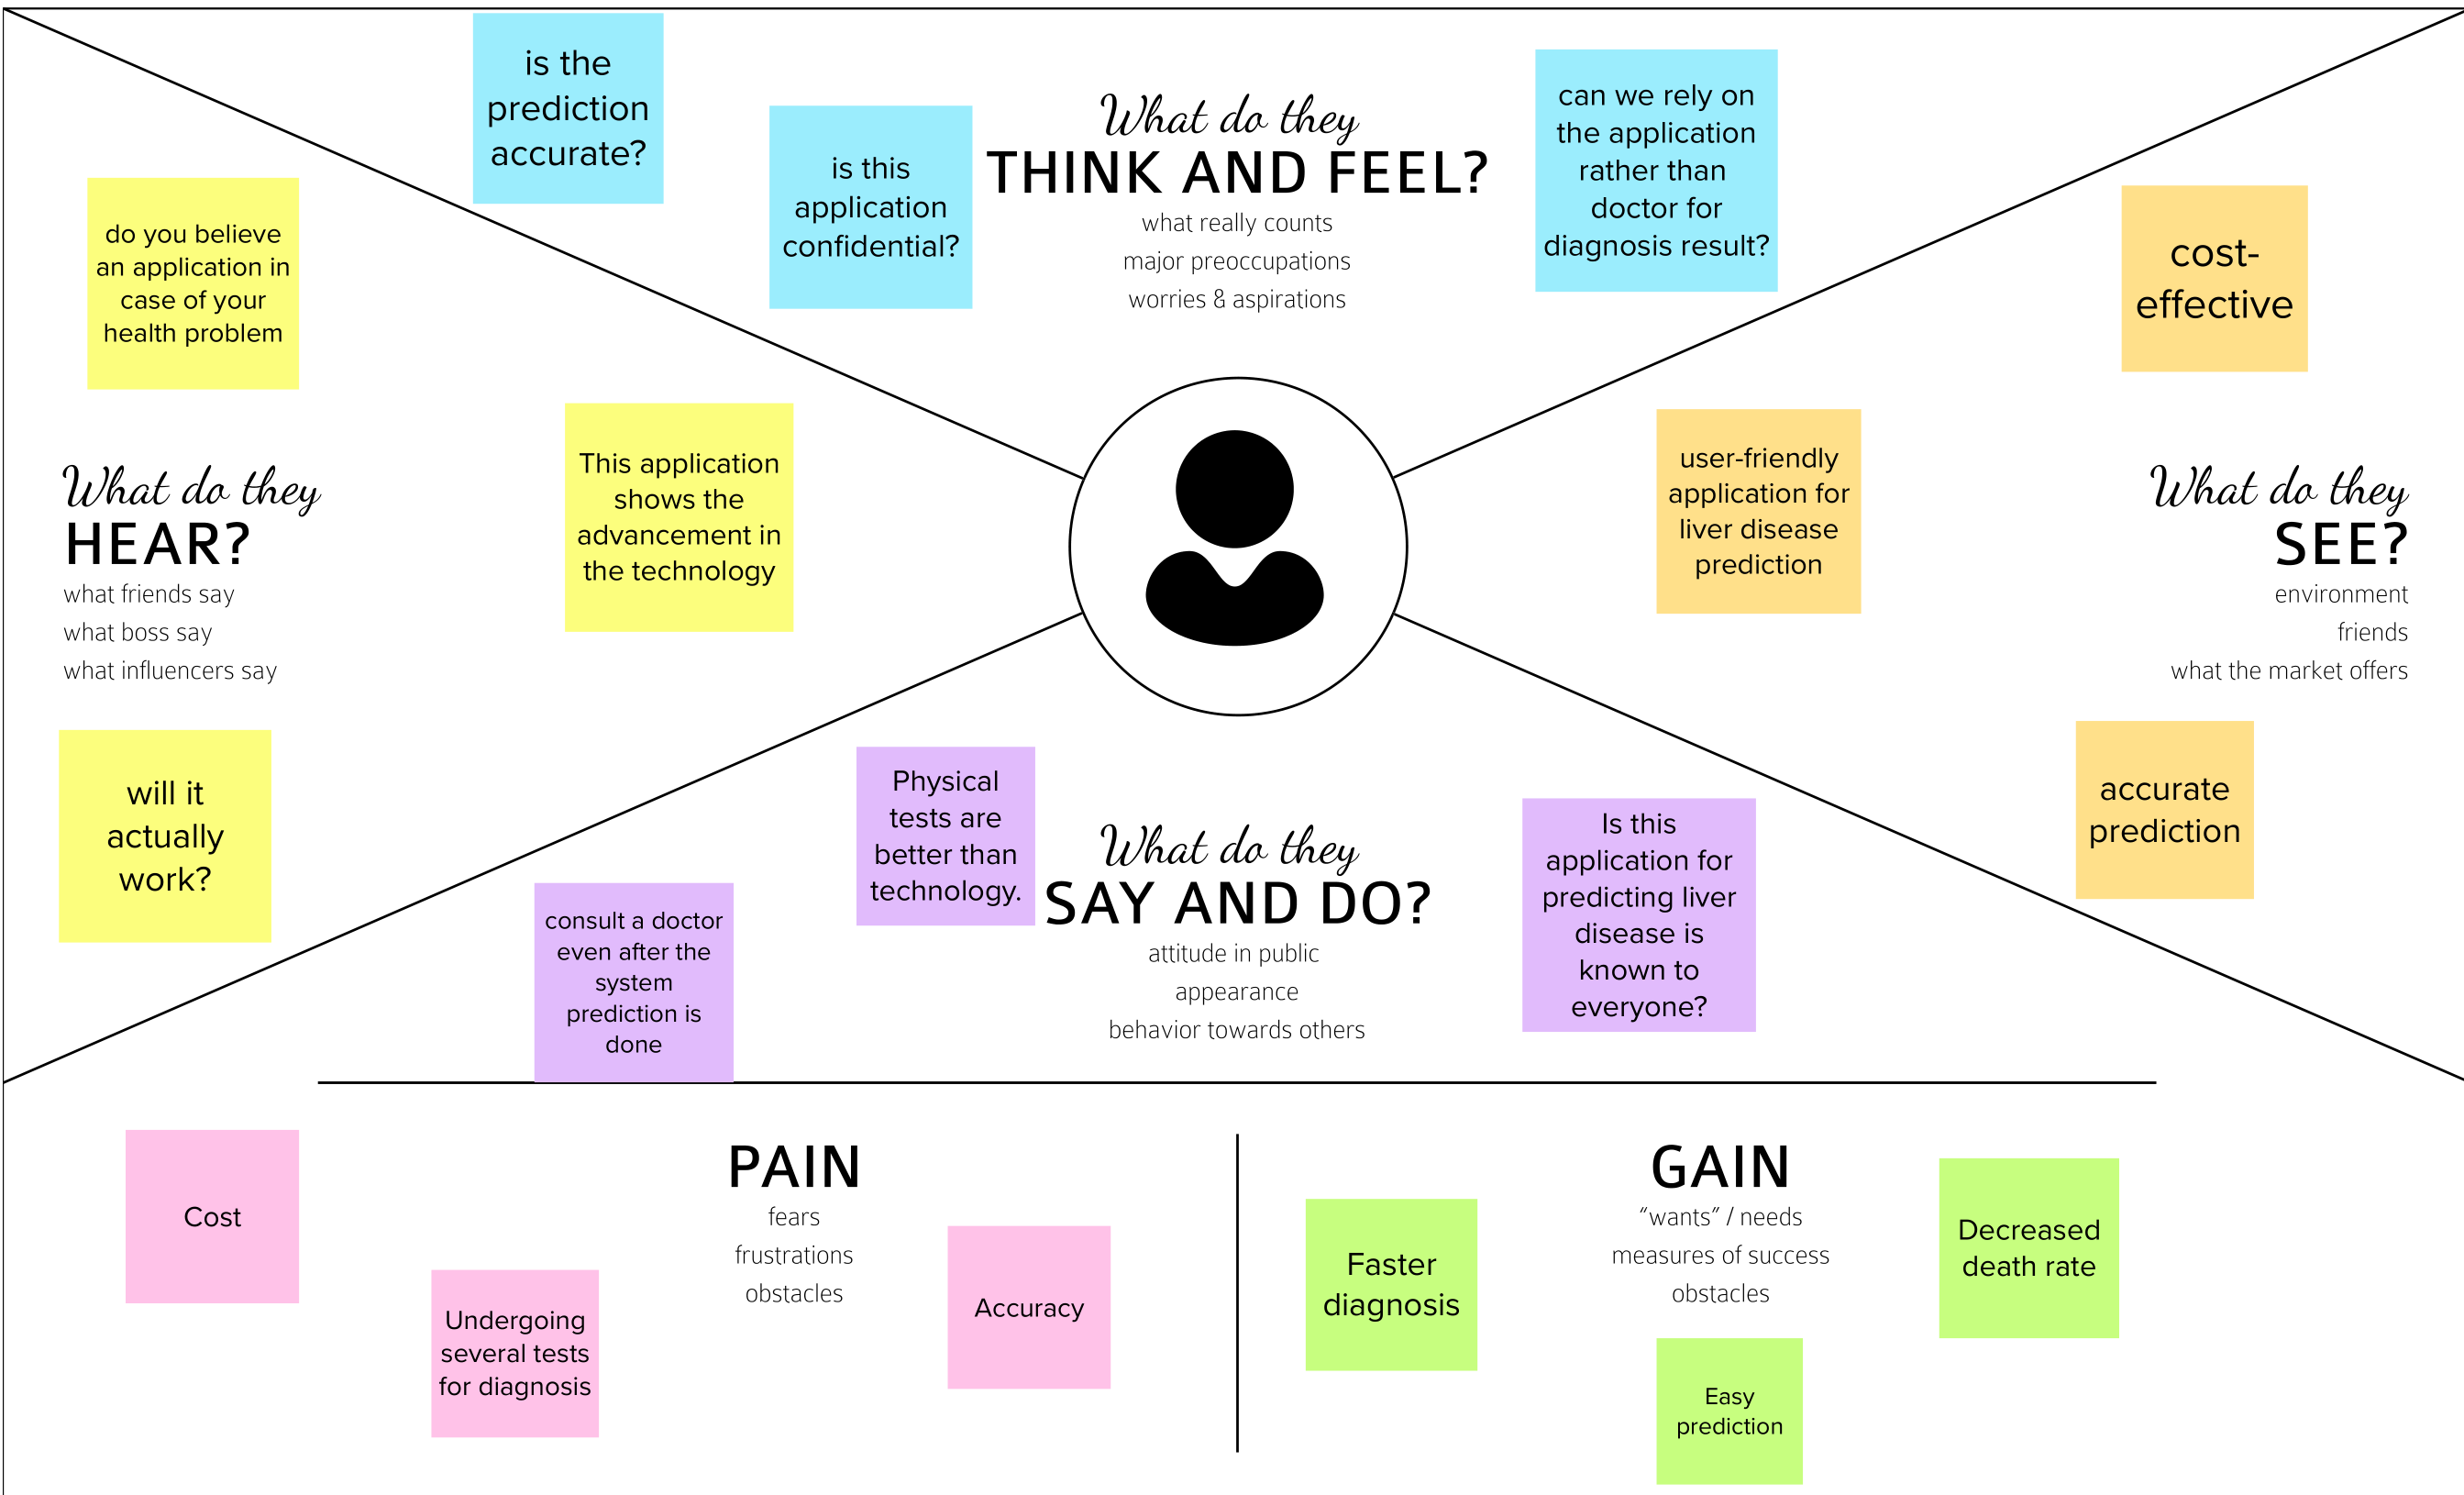 is the
prediction
accurate?
is this
application
confidential?
What do they
THINK AND FEEL?
what really counts
major preoccupations
worries & aspirations
can we rely on
the application
rather than
doctor for
diagnosis result?
do you believe
an application in
case of your
health problem
This application
shows the
advancement in
the technology
What do they
HEAR?
what friends say
what boss say
what influencers say
will it
actually
work?
cost-
effective
user-friendly
application for
liver disease
prediction
What do they
SEE?
environment
friends
what the market offers
accurate
prediction
Physical
tests are
better than
technology.
consult a doctor
even after the
system
prediction is
done
What do they
SAY AND DO?
attitude in public
appearance
behavior towards others
Is this
application for
predicting liver
disease is
known to
everyone?
Cost
Undergoing
several tests
for diagnosis
PAIN
fears
frustrations
obstacles
Accuracy
Faster
diagnosis
GAIN
“wants” / needs
measures of success
obstacles
Easy
prediction
Decreased
death rate